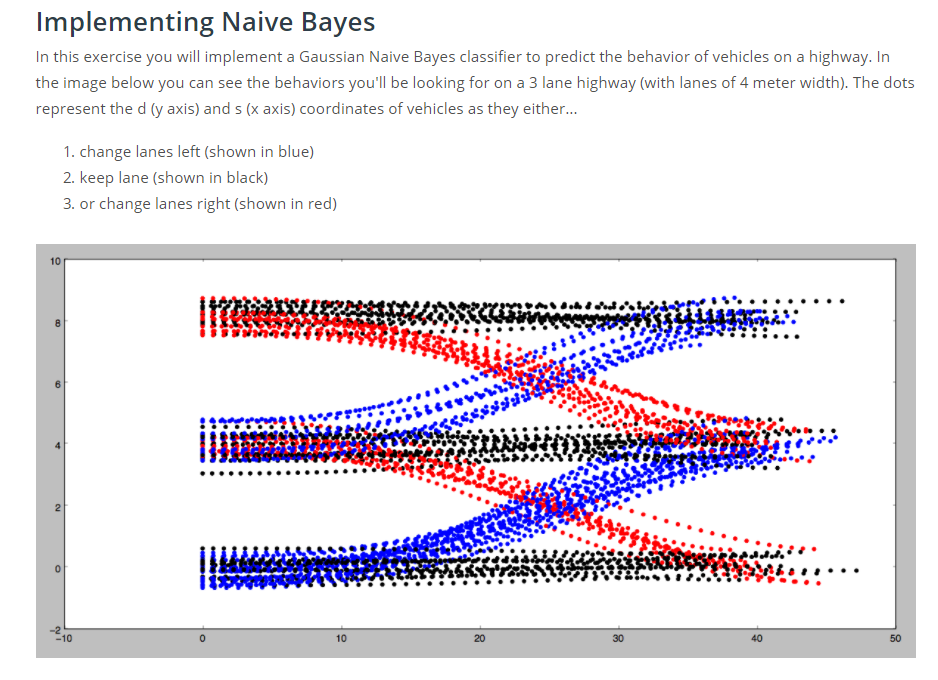 Implementing Naive Bayes
In this exercise you will implement a Gaussian Naive Bayes classifier to predict the behavior of vehicles on a highway. In
the image below you can see the behaviors you'll be looking for on a 3 lane highway (with lanes of 4 meter width). The dots
represent the d (y axis) and s (x axis) coordinates of vehicles as they either...
1. change lanes left (shown in blue)
2. keep lane (shown in black)
3. or change lanes right (shown in red)
10
8
6
4
2
0
−2
−10 0 10 20 30 40 50